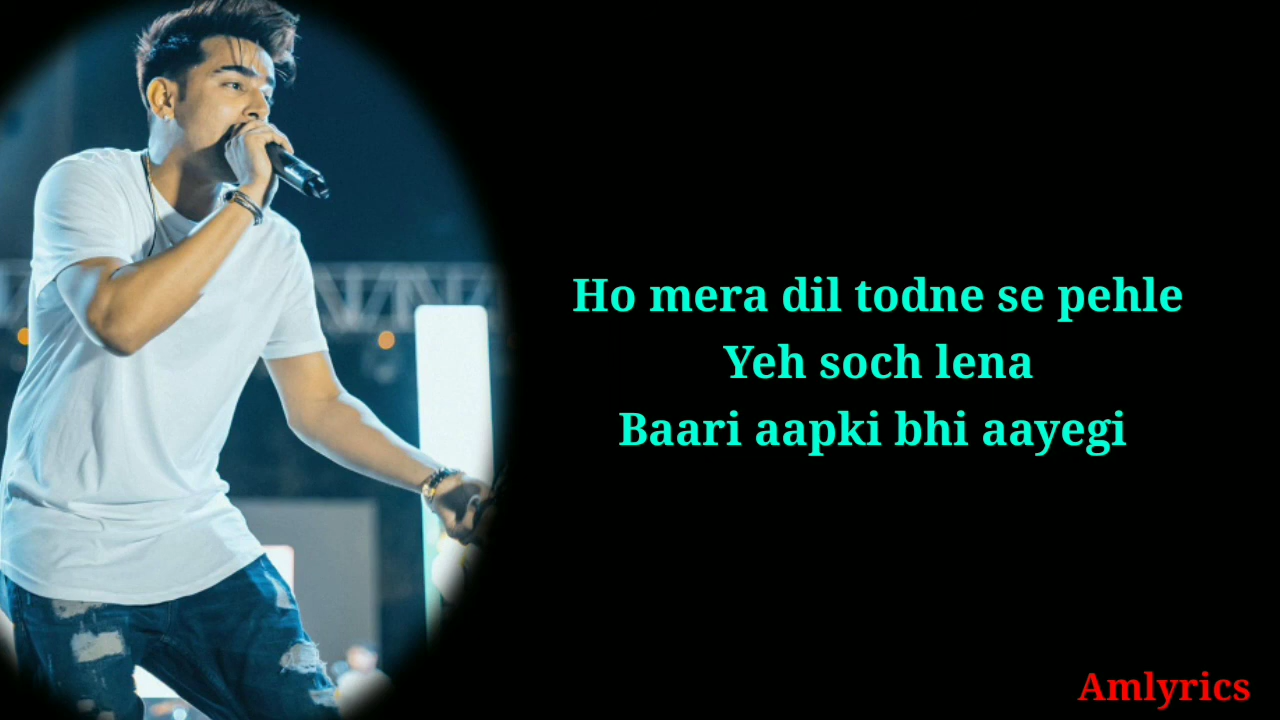 Ho mera dil todne se pehle
Yeh soch lena
Baari aapki bhi aayegi
Amlyrics